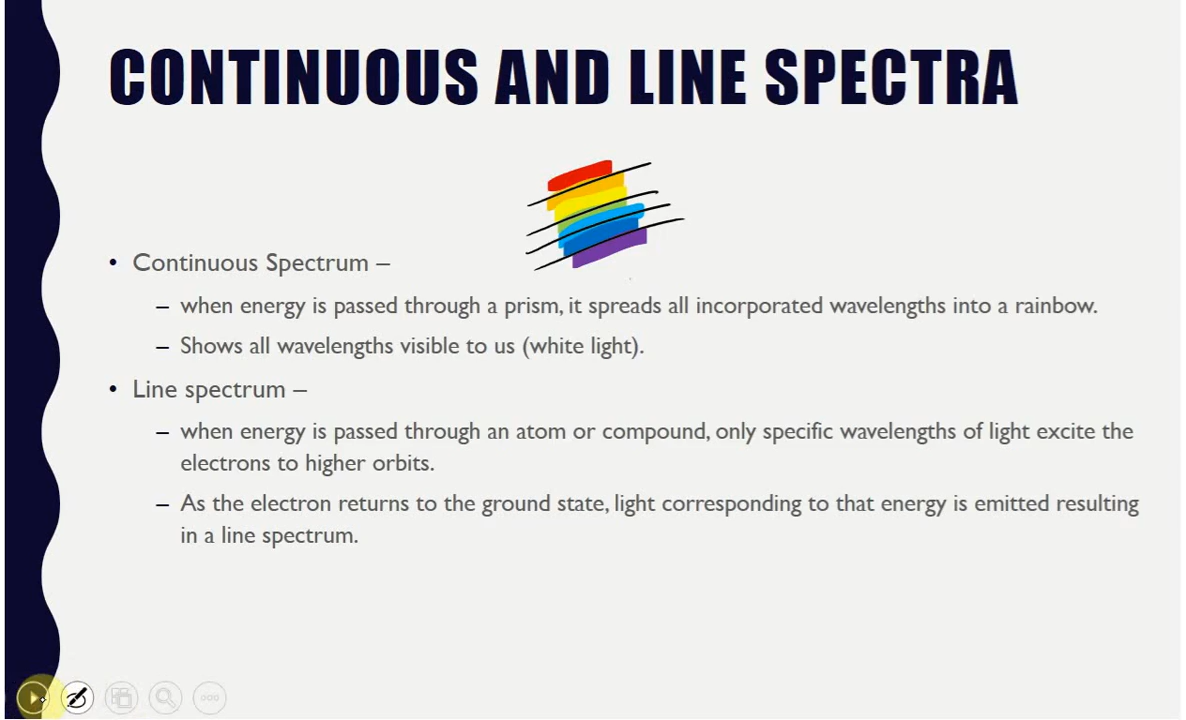 CONTINUOUS AND LINE SPECTRA
• Continuous Spectrum –
– when energy is passed through a prism, it spreads all incorporated wavelengths into a rainbow.
– Shows all wavelengths visible to us (white light).
• Line spectrum –
– when energy is passed through an atom or compound, only specific wavelengths of light excite the
electrons to higher orbits.
– As the electron returns to the ground state, light corresponding to that energy is emitted resulting
in a line spectrum.